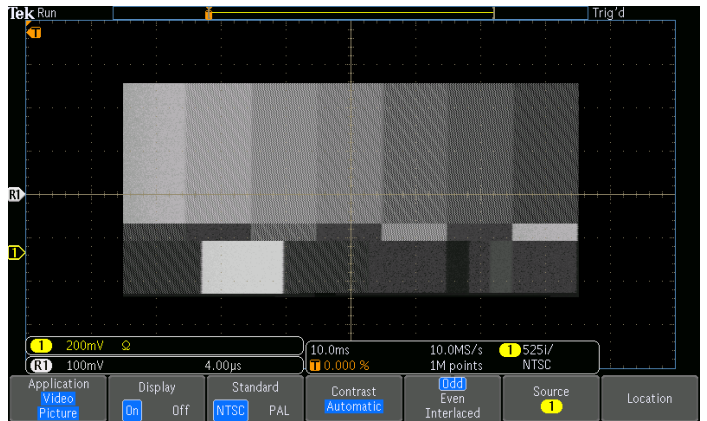 Tek Run Trig'd
T
T
R1
1
1 200mV Ω
R1 100mV 4.00µs
10.0ms 10.0MS/s 1 525i/
T 0.000 % 1M points NTSC
Application
Video
Picture
Display
On Off
Standard
NTSC PAL
Contrast
Automatic
Odd
Even
Interlaced
Source
1
Location